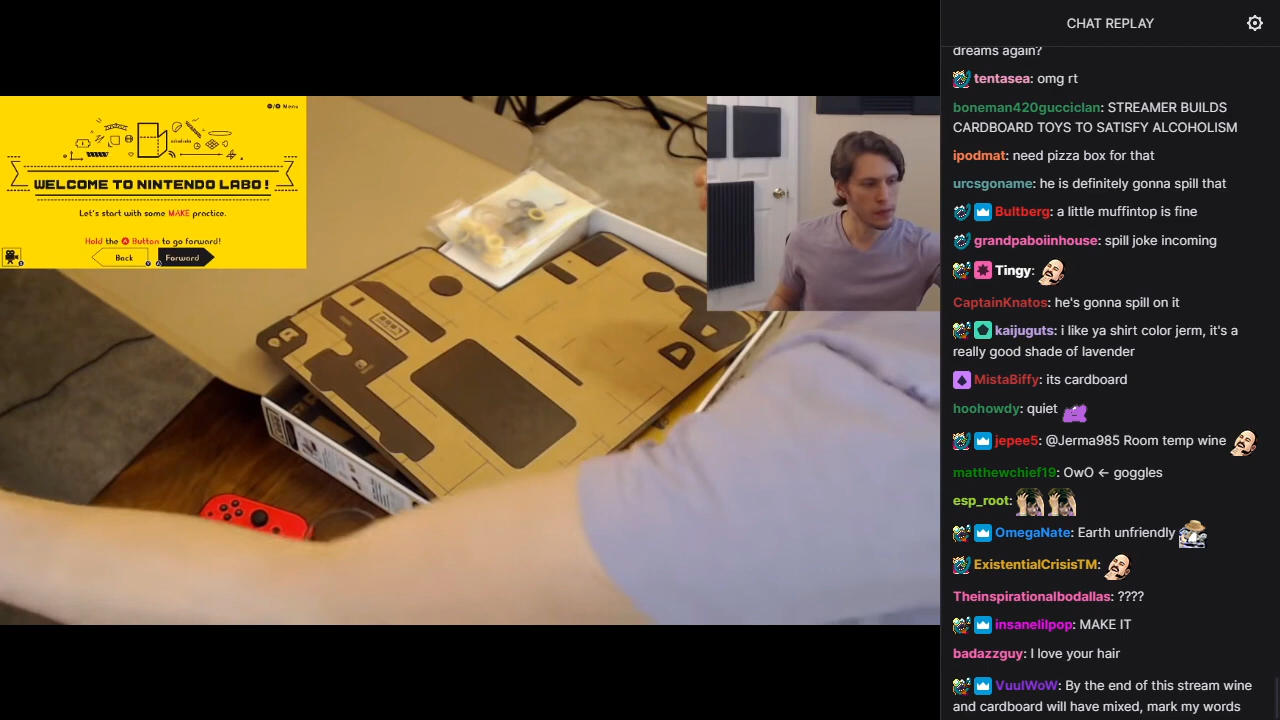 CHAT REPLAY
dreams again?
tentasea: omg rt
boneman420gucciclan: STREAMER BUILDS
CARDBOARD TOYS TO SATISFY ALCOHOLISM
ipodmat: need pizza box for that
urcsgoname: he is definitely gonna spill that
Bultberg: a little muffintop is fine
grandpaboiinhouse: spill joke incoming
Tingy:
CaptainKnatos: he's gonna spill on it
kaijuguts: i like ya shirt color jerm, it's a
really good shade of lavender
MistaBiffy: its cardboard
hoohowdy: quiet
jepee5: @Jerma985 Room temp wine
matthewchief19: OwO <- goggles
esp_root:
OmegaNate: Earth unfriendly
ExistentialCrisisTM:
Theinspirationalbodallas: ????
insanelilpop: MAKE IT
badazzguy: I love your hair
VuulWoW: By the end of this stream wine
and cardboard will have mixed, mark my words
Menu
WELCOME TO NINTENDO LABO!
Let's start with some MAKE practice.
Hold the A Button to go forward!
Back
Forward